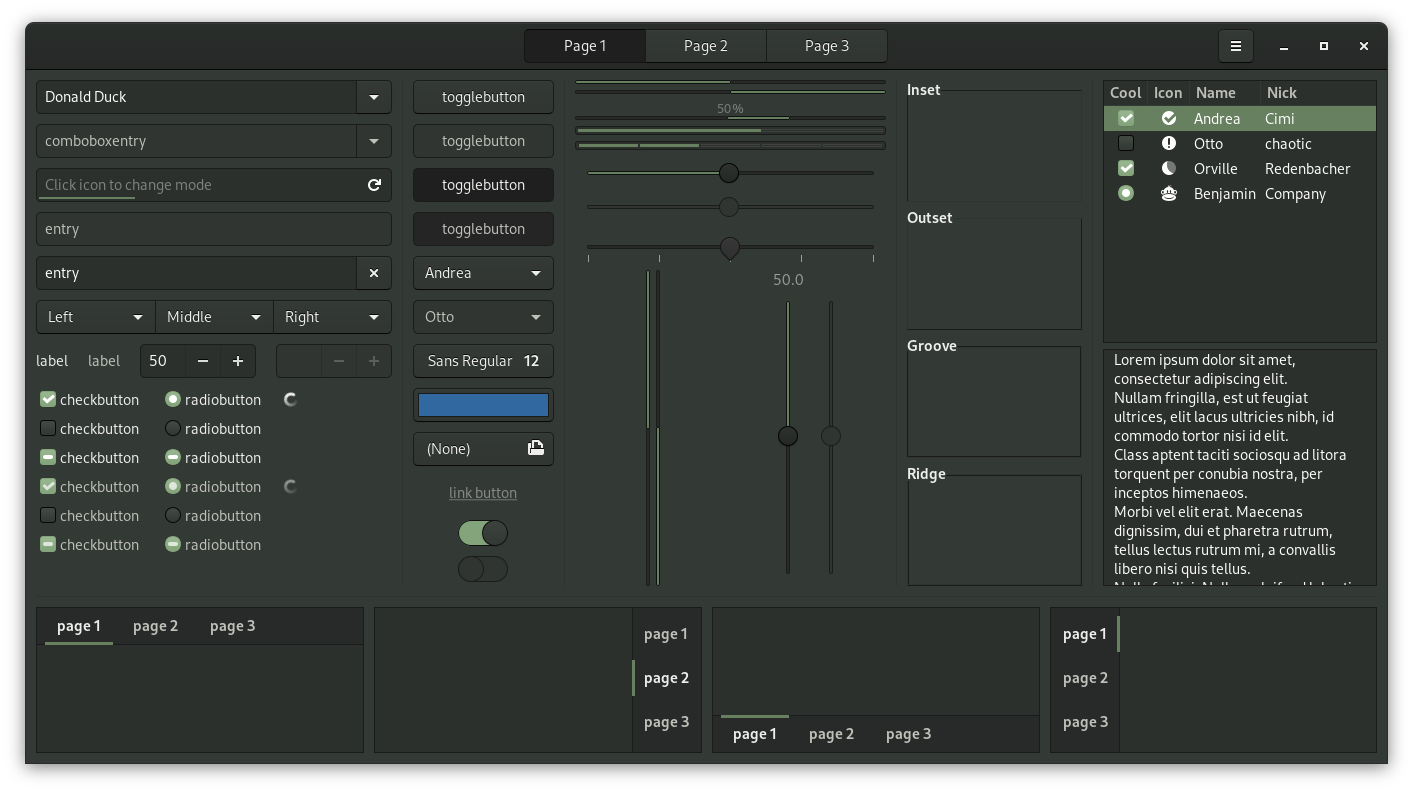 Page 1
Page 2
Page 3
Donald Duck
comboboxentry
Click icon to change mode
entry
entry
Left
Middle
Right
label
label
50
checkbutton
radiobutton
checkbutton
radiobutton
checkbutton
radiobutton
checkbutton
radiobutton
checkbutton
radiobutton
checkbutton
radiobutton
togglebutton
togglebutton
togglebutton
togglebutton
Andrea
Otto
Sans Regular 12
(None)
link button
50%
50.0
Inset
Outset
Groove
Ridge
Cool Icon Name Nick
Andrea Cimi
Otto chaotic
Orville Redenbacher
Benjamin Company
Lorem ipsum dolor sit amet,
consectetur adipiscing elit.
Nullam fringilla, est ut feugiat
ultrices, elit lacus ultricies nibh, id
commodo tortor nisi id elit.
Class aptent taciti sociosqu ad litora
torquent per conubia nostra, per
inceptos himenaeos.
Morbi vel elit erat. Maecenas
dignissim, dui et pharetra rutrum,
tellus lectus rutrum mi, a convallis
libero nisi quis tellus.
page 1
page 2
page 3
page 1
page 2
page 3
page 1
page 2
page 3
page 1
page 2
page 3